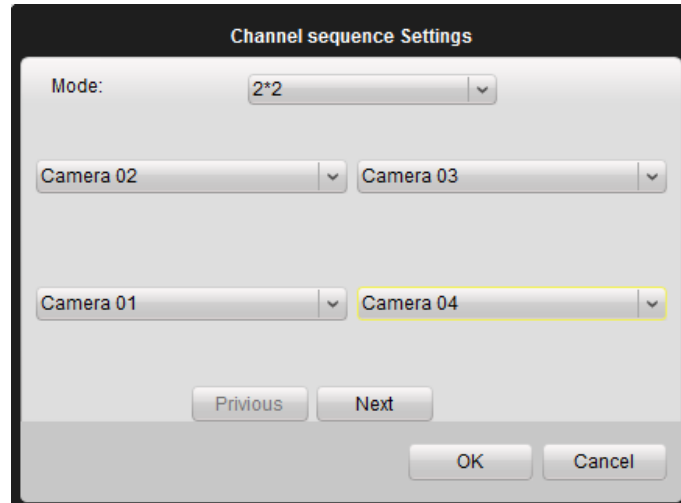 Channel sequence Settings
Mode: 2*2
Camera 02 Camera 03
Camera 01 Camera 04
Privious Next
OK Cancel